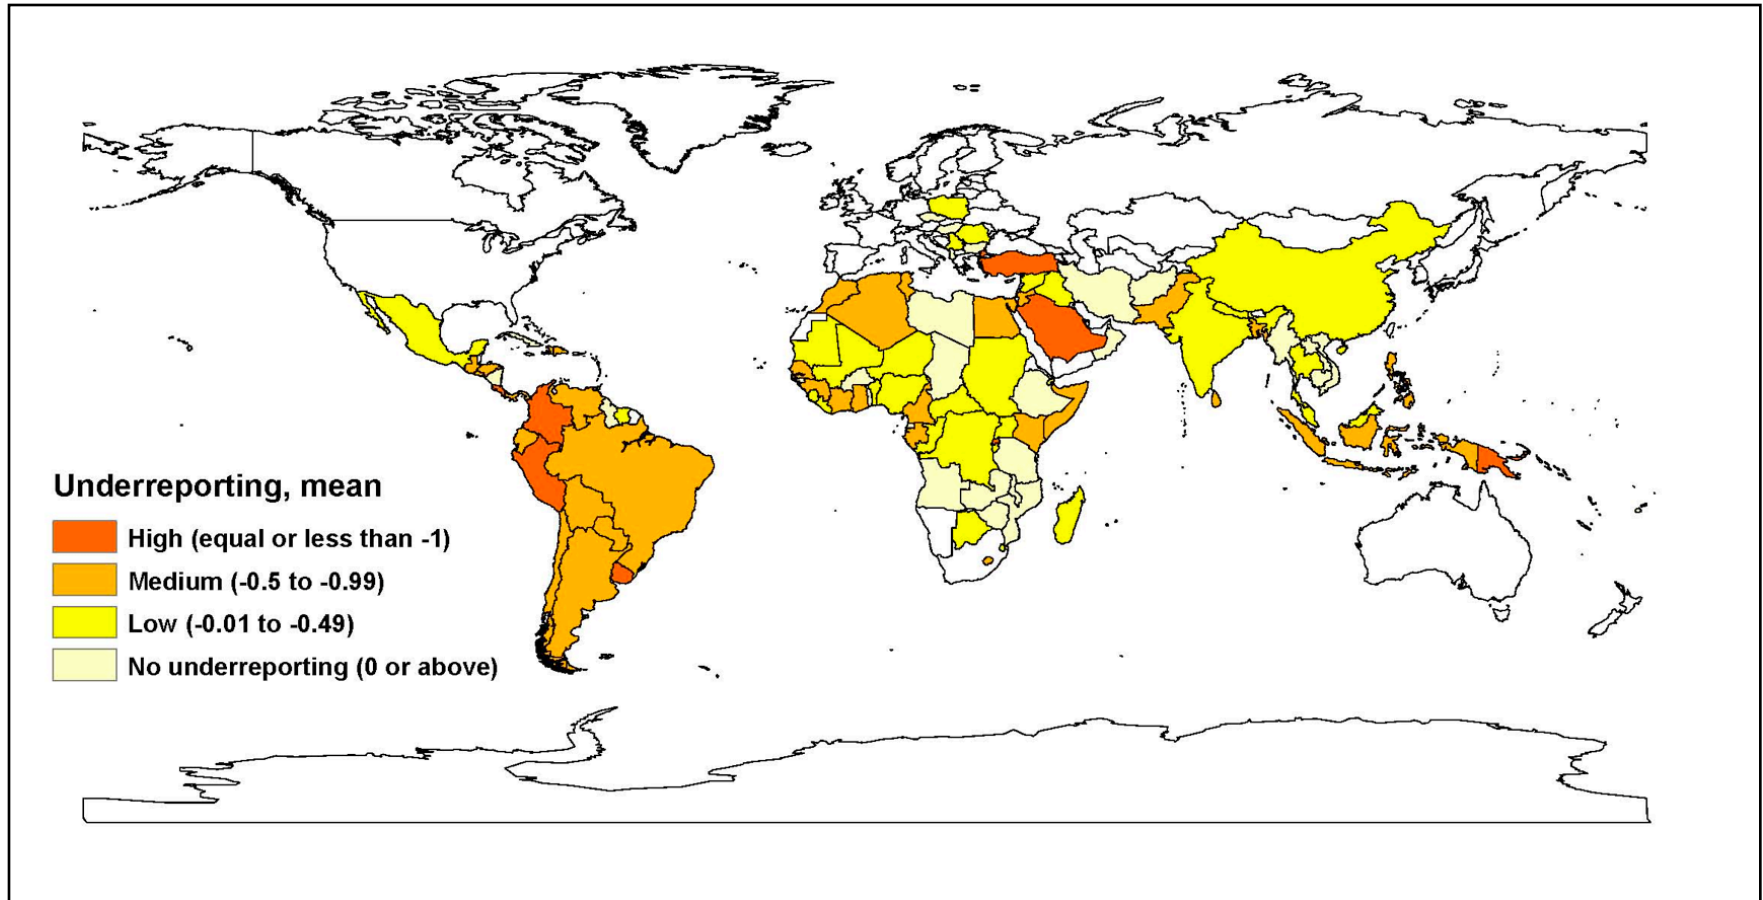 Underreporting, mean
High (equal or less than -1)
Medium (-0.5 to -0.99)
Low (-0.01 to -0.49)
No underreporting (0 or above)